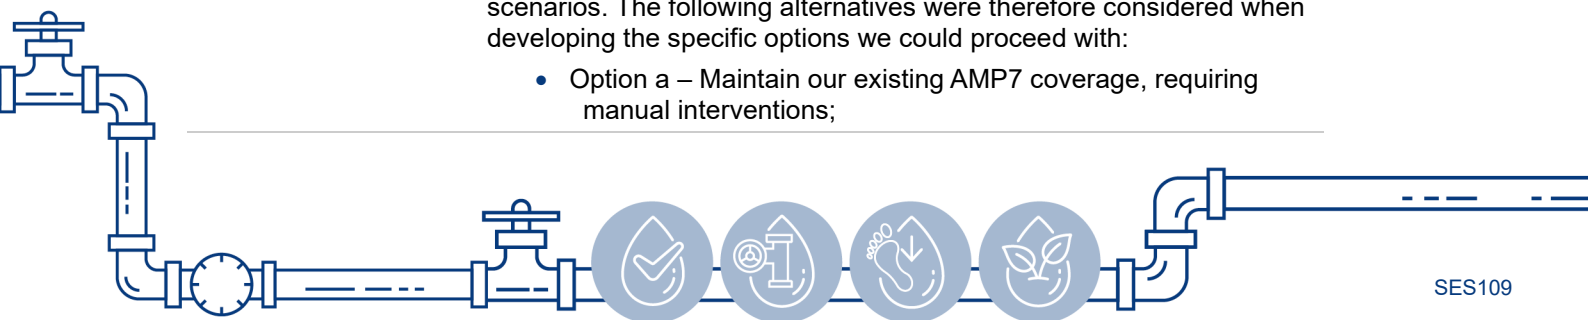 scenarios. The following alternatives were therefore considered when
developing the specific options we could proceed with:
• Option a – Maintain our existing AMP7 coverage, requiring
manual interventions;
SES109